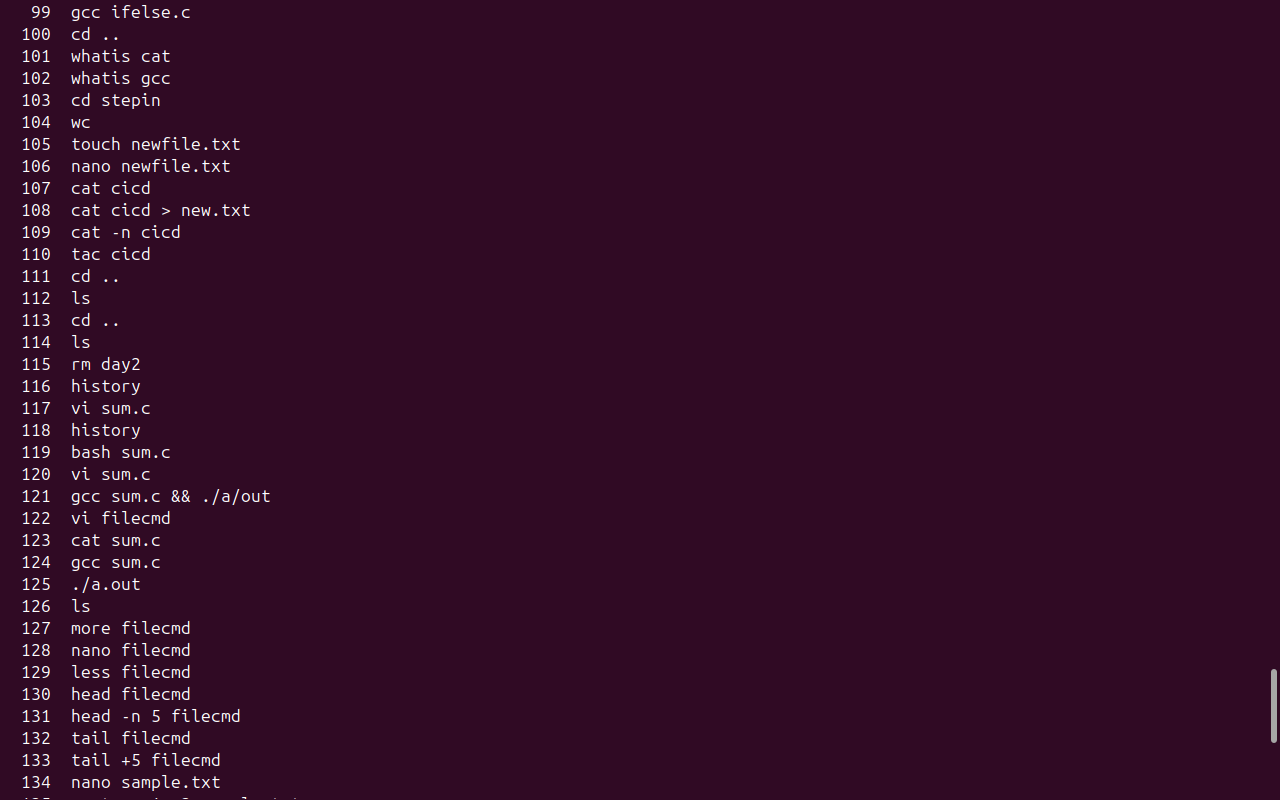 99 gcc ifelse.c
100 cd ..
101 whatis cat
102 whatis gcc
103 cd stepin
104 wc
105 touch newfile.txt
106 nano newfile.txt
107 cat cicd
108 cat cicd > new.txt
109 cat -n cicd
110 tac cicd
111 cd ..
112 ls
113 cd ..
114 ls
115 rm day2
116 history
117 vi sum.c
118 history
119 bash sum.c
120 vi sum.c
121 gcc sum.c && ./a/out
122 vi filecmd
123 cat sum.c
124 gcc sum.c
125 ./a.out
126 ls
127 more filecmd
128 nano filecmd
129 less filecmd
130 head filecmd
131 head -n 5 filecmd
132 tail filecmd
133 tail +5 filecmd
134 nano sample.txt